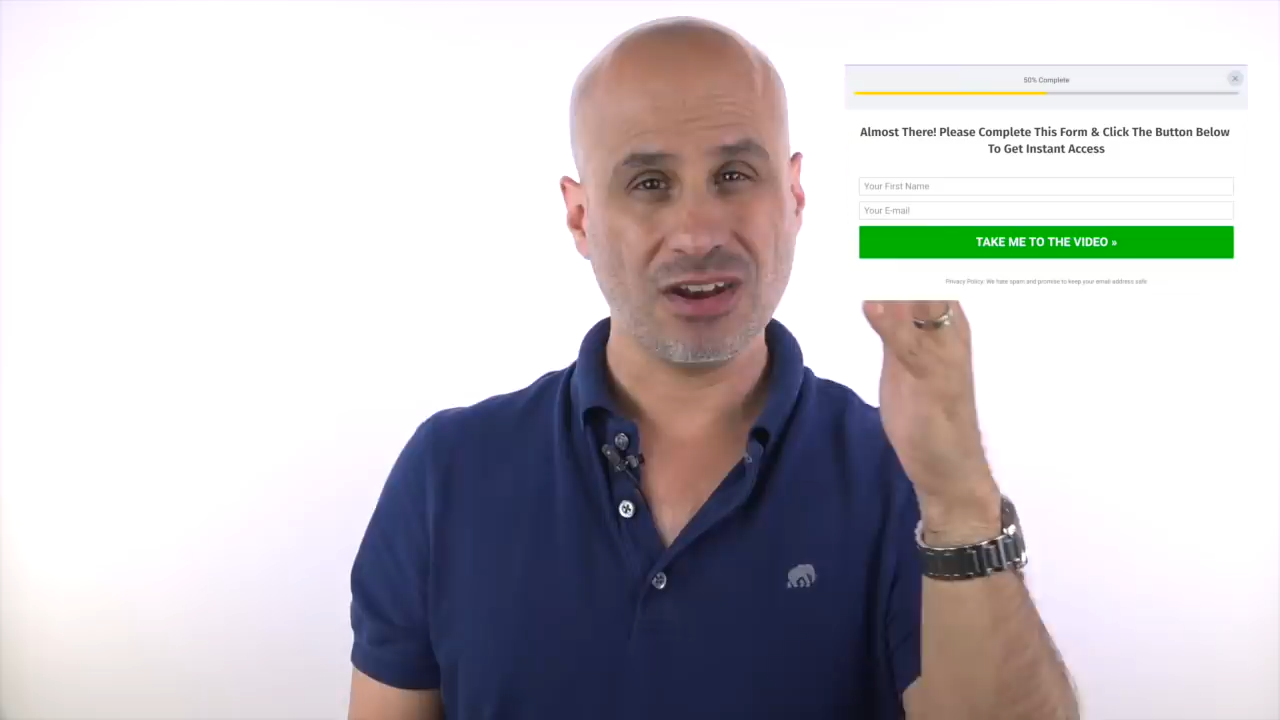 50% Complete
Almost There! Please Complete This Form & Click The Button Below
To Get Instant Access
Your First Name
Your E-mail
TAKE ME TO THE VIDEO »
Privacy Policy: We hate spam and promise to keep your email address safe